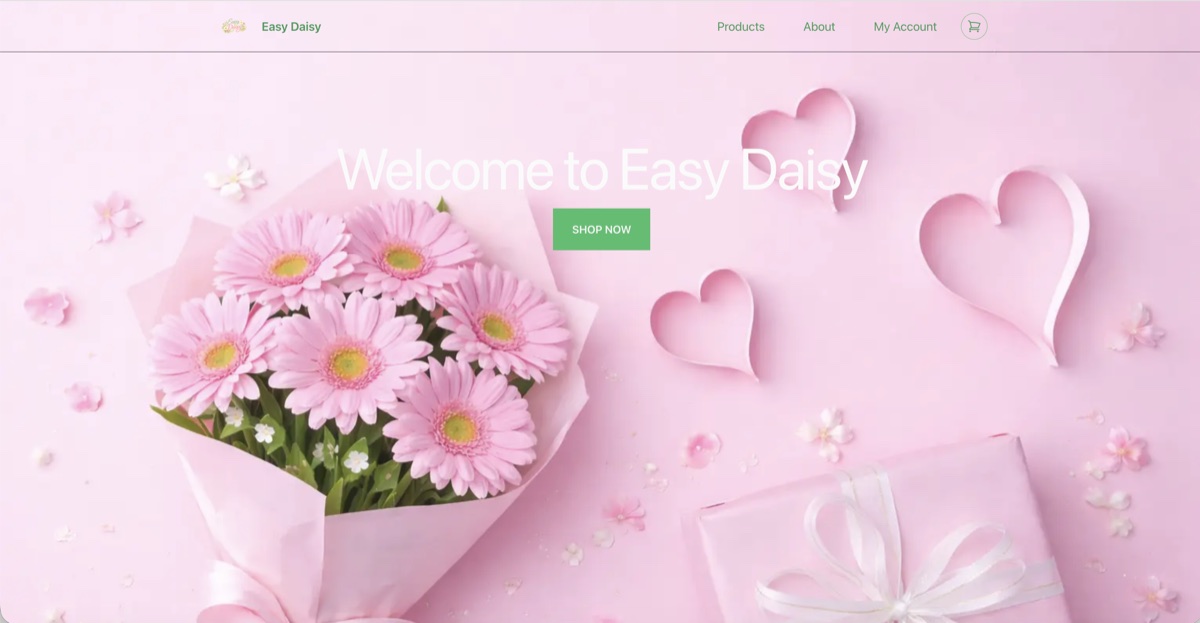 Easy Daisy
Products
About
My Account
Welcome to Easy Daisy
SHOP NOW